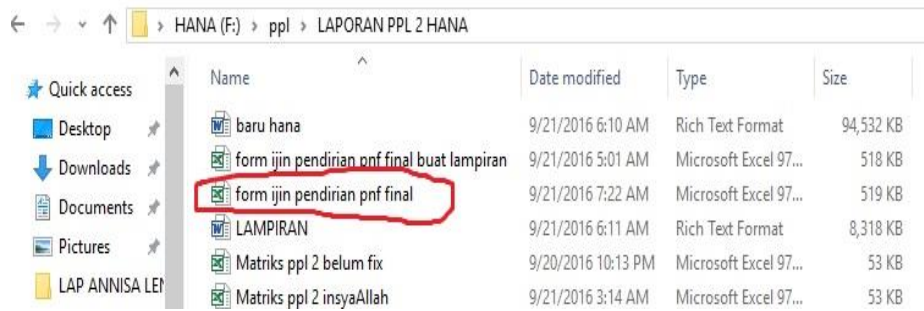 HANA (F:) > ppl > LAPORAN PPL 2 HANA
Quick access
Desktop
Downloads
Documents
Pictures
LAP ANNISA LEN
Name Date modified Type Size
baru hana 9/21/2016 6:10 AM Rich Text Format 94,532 KB
form ijin pendirian pnf final buat lampiran 9/21/2016 5:01 AM Microsoft Excel 97... 518 KB
form ijin pendirian pnf final 9/21/2016 7:22 AM Microsoft Excel 97... 519 KB
LAMPIRAN 9/21/2016 6:11 AM Rich Text Format 8,318 KB
Matriks ppl 2 belum fix 9/20/2016 10:13 PM Microsoft Excel 97... 53 KB
Matriks ppl 2 insyaAllah 9/21/2016 3:14 AM Microsoft Excel 97... 53 KB